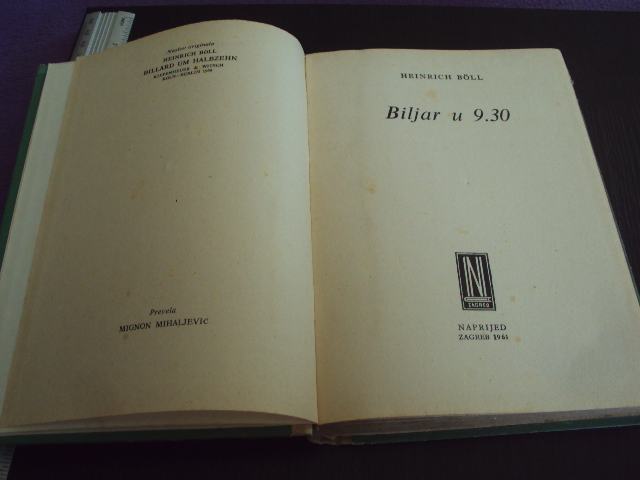 Naslov originala
HEINRICH BÖLL
BILLARD UM HALBZEHN
KIEPENHEUER & WITSCH
KÖLN—BERLIN 1959
Prevela
MIGNON MIHALJEVIC
HEINRICH BÖLL
Biljar u 9.30
N
ZAGREB
NAPRIJED
ZAGREB 1961